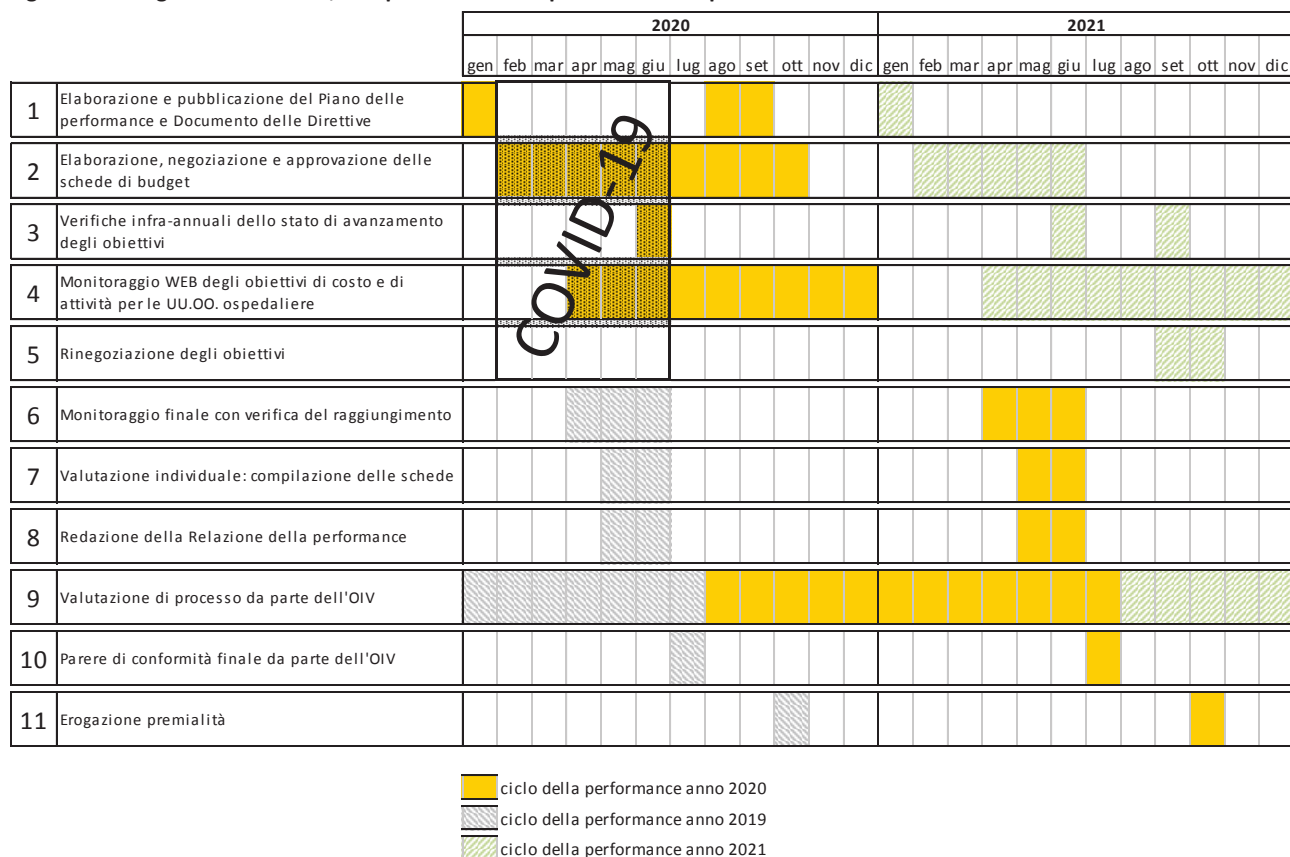 2020 2021
gen feb mar apr mag giu lug ago set ott nov dic gen feb mar apr mag giu lug ago set ott nov dic
1 Elaborazione e pubblicazione del Piano delle
performance e Documento delle Direttive
2 Elaborazione, negoziazione e approvazione delle
schede di budget
3 Verifiche infra-annuali dello stato di avanzamento
degli obiettivi
4 Monitoraggio WEB degli obiettivi di costo e di
attività per le UU.OO. ospedaliere
5 Rinegoziazione degli obiettivi
COVID-19
6 Monitoraggio finale con verifica del raggiungimento
7 Valutazione individuale: compilazione delle schede
8 Redazione della Relazione della performance
9 Valutazione di processo da parte dell'OIV
10 Parere di conformità finale da parte dell'OIV
11 Erogazione premialità
ciclo della performance anno 2020
ciclo della performance anno 2019
ciclo della performance anno 2021